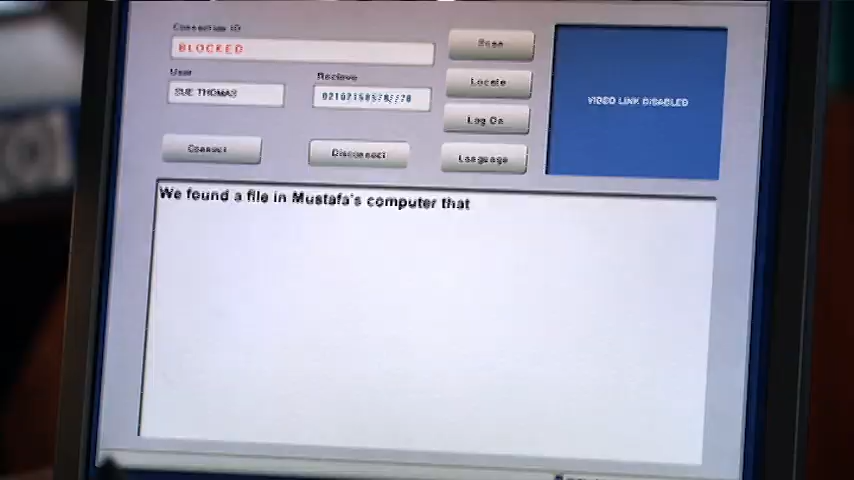 Connection ID
BLOCKED
User
Recieve
SUE THOMAS
Scan
Locate
Log On
Language
Connect
Disconnect
VIDEO LINK DISABLED
We found a file in Mustafa's computer that